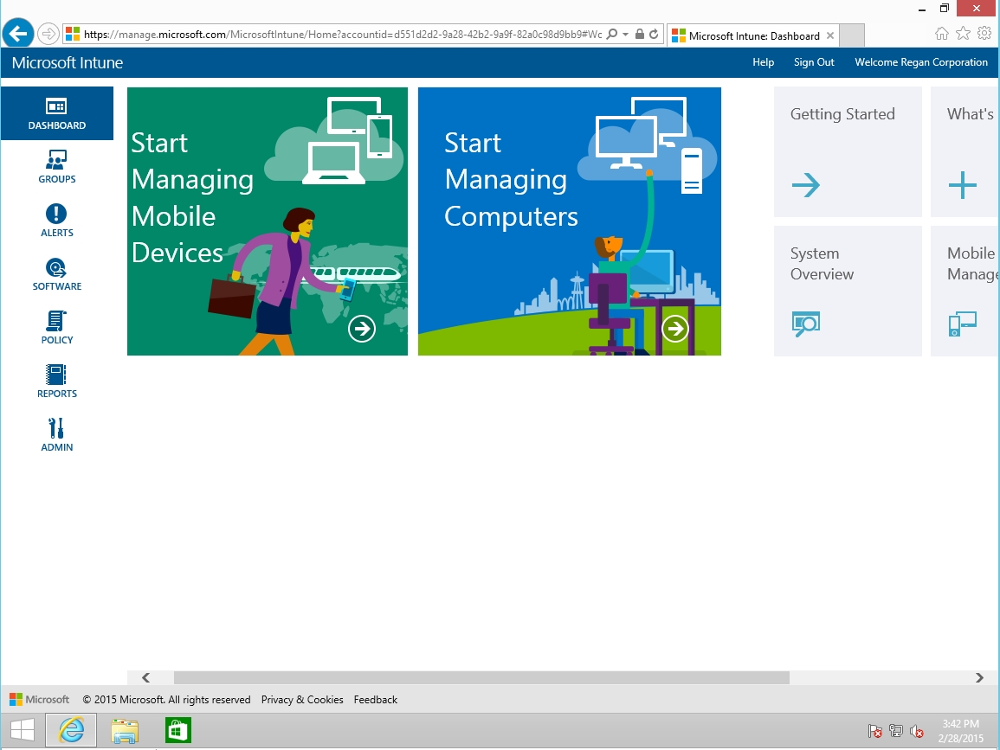 https://manage.microsoft.com/MicrosoftIntune/Home?accountid=d551d2d2-9a28-42b2-9a9f-82a0c98d9bb9#Wc
Microsoft Intune: Dashboard
Microsoft Intune
Help
Sign Out
Welcome Regan Corporation
DASHBOARD
GROUPS
ALERTS
SOFTWARE
POLICY
REPORTS
ADMIN
Start
Managing
Mobile
Devices
Start
Managing
Computers
Getting Started
What's
System
Overview
Mobile
Manage
Microsoft
© 2015 Microsoft. All rights reserved
Privacy & Cookies
Feedback
3:42 PM
2/28/2015